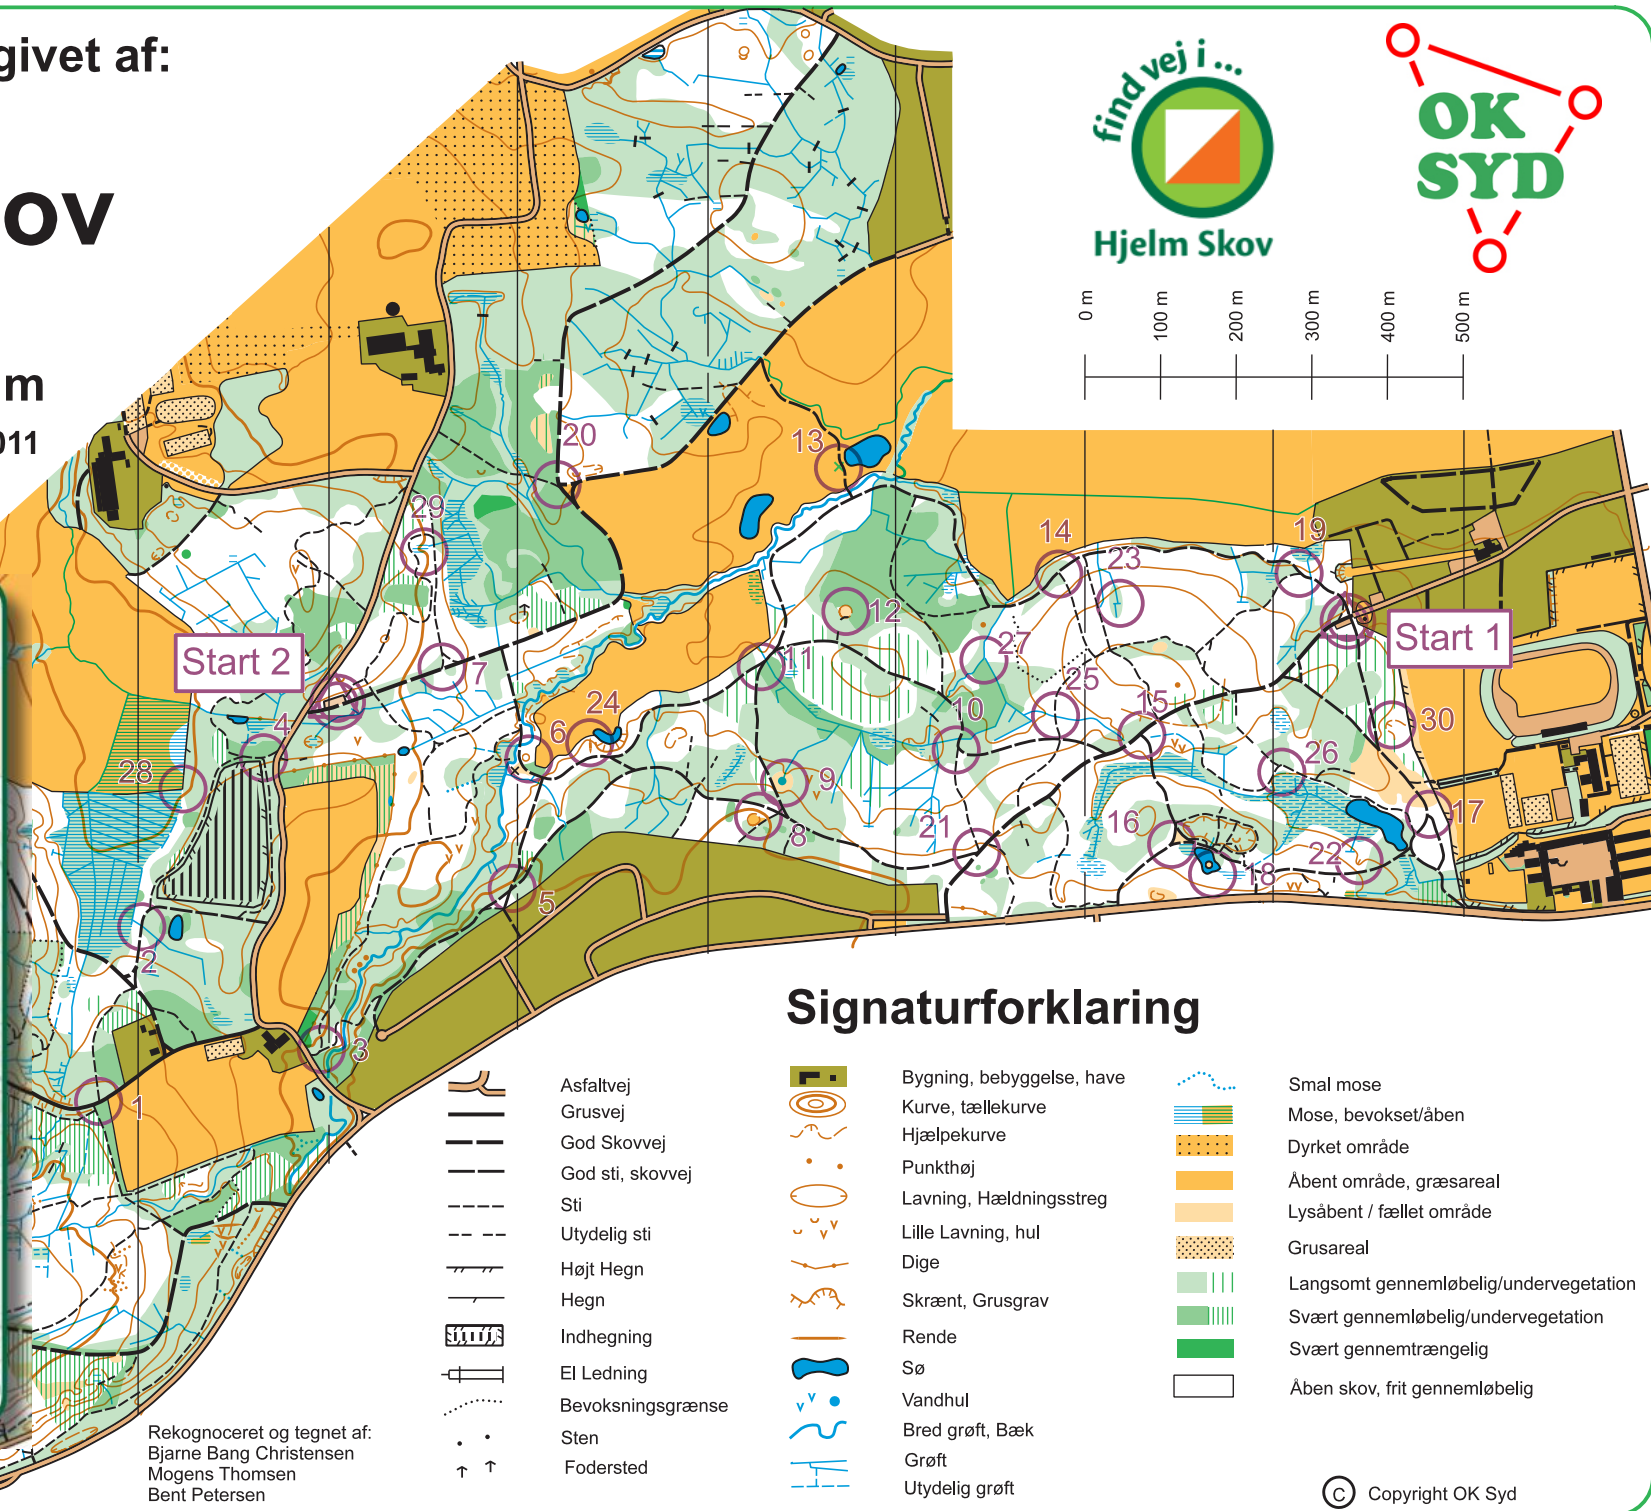 givet af:
ov
m
011
find vej i ...
Hjelm Skov
OK
SYD
0 m
100 m
200 m
300 m
400 m
500 m
20
13
29
14
23
19
12
Start 1
Start 2
7
11
27
25
24
10
15
30
4
6
26
28
9
17
8
21
16
22
18
5
2
3
1
Signaturforklaring
Asfaltvej
Grusvej
God Skovvej
God sti, skovvej
Sti
Utydelig sti
Højt Hegn
Hegn
Indhegning
El Ledning
Bevoksningsgrænse
Sten
Fodersted
Bygning, bebyggelse, have
Kurve, tællekurve
Hjælpekurve
Punkthøj
Lavning, Hældningsstreg
Lille Lavning, hul
Dige
Skrænt, Grusgrav
Rende
Sø
Vandhul
Bred grøft, Bæk
Grøft
Utydelig grøft
Smal mose
Mose, bevokset/åben
Dyrket område
Åbent område, græsareal
Lysåbent / fællet område
Grusareal
Langsomt gennemløbelig/undervegetation
Svært gennemløbelig/undervegetation
Svært gennemtrængelig
Åben skov, frit gennemløbelig
Rekognoceret og tegnet af:
Bjarne Bang Christensen
Mogens Thomsen
Bent Petersen
© Copyright OK Syd